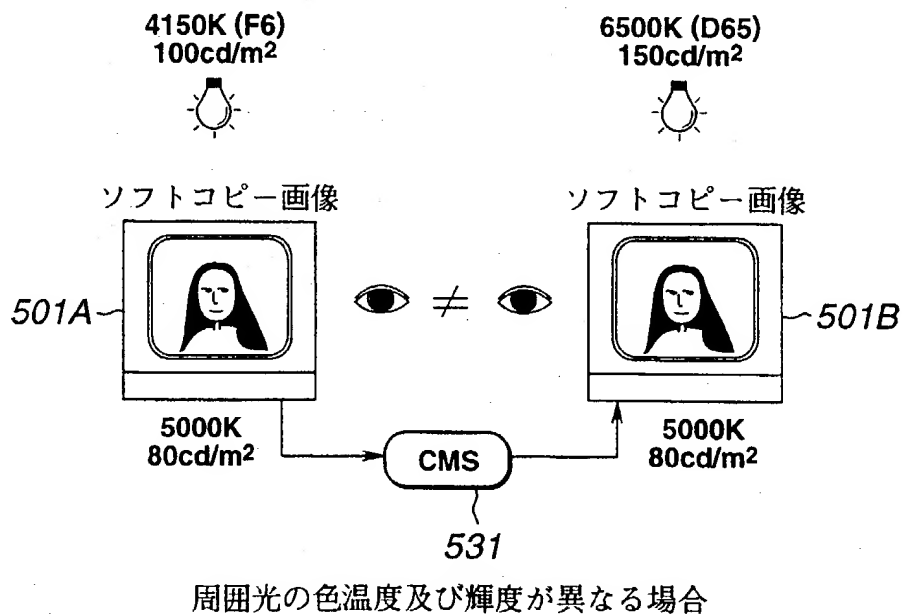 4150K (F6)
100cd/m2
6500K (D65)
150cd/m2
ソフトコピー画像
ソフトコピー画像
501A
≠
501B
5000K
80cd/m2
5000K
80cd/m2
CMS
531
周囲光の色温度及び輝度が異なる場合